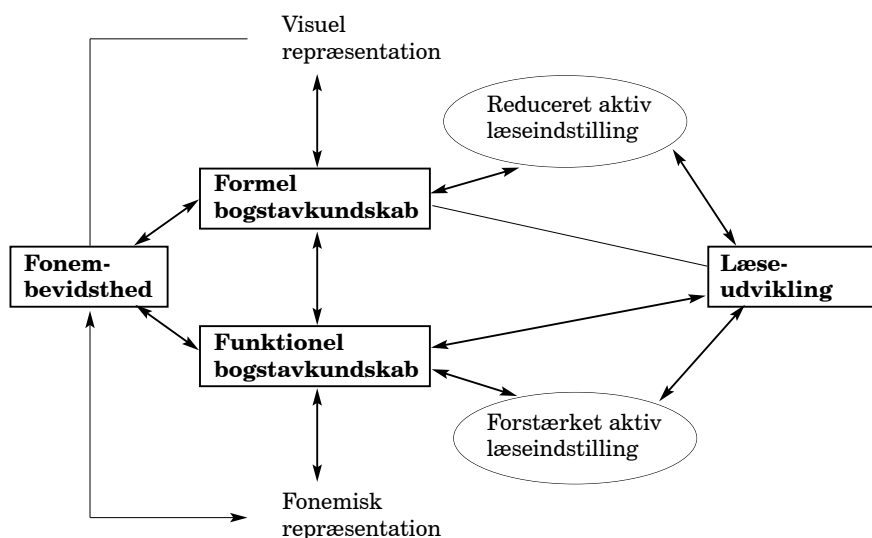 Visuel
repræsentation
Reduceret aktiv
læseindstilling
Formel
bogstavkundskab
Fonem-
bevidsthed
Læse-
udvikling
Funktionel
bogstavkundskab
Forstærket aktiv
læseindstilling
Fonemisk
repræsentation